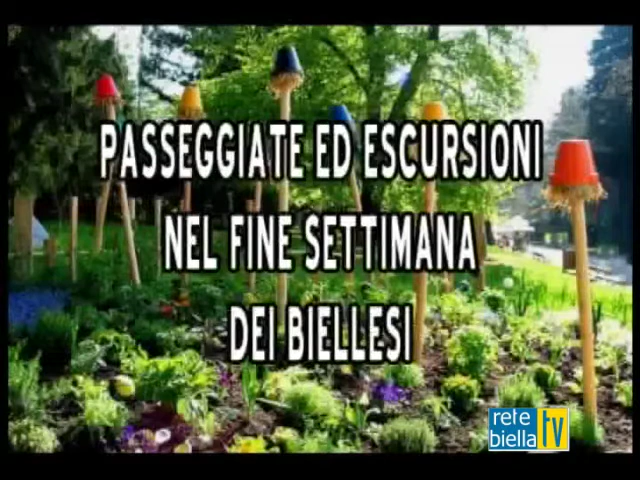 PASSEGGIATE ED ESCURSIONI
NEL FINE SETTIMANA
DEI BIELLESI
rete
biella tv